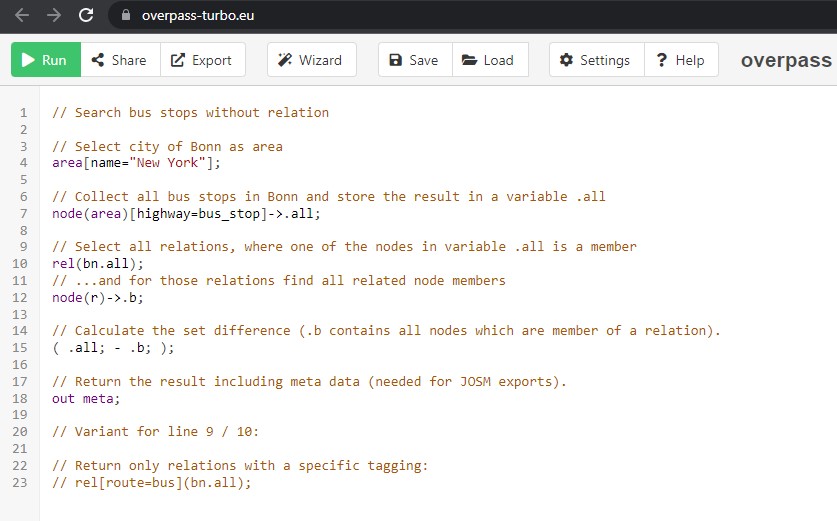 overpass-turbo.eu
Run Share Export Wizard Save Load Settings Help overpass
1 // Search bus stops without relation
2
3 // Select city of Bonn as area
4 area[name="New York"];
5
6 // Collect all bus stops in Bonn and store the result in a variable .all
7 node(area)[highway=bus_stop]->.all;
8
9 // Select all relations, where one of the nodes in variable .all is a member
10 rel(bn.all);
11 // ...and for those relations find all related node members
12 node(r)->.b;
13
14 // Calculate the set difference (.b contains all nodes which are member of a relation).
15 ( .all; - .b; );
16
17 // Return the result including meta data (needed for JOSM exports).
18 out meta;
19
20 // Variant for line 9 / 10:
21
22 // Return only relations with a specific tagging:
23 // rel[route=bus](bn.all);